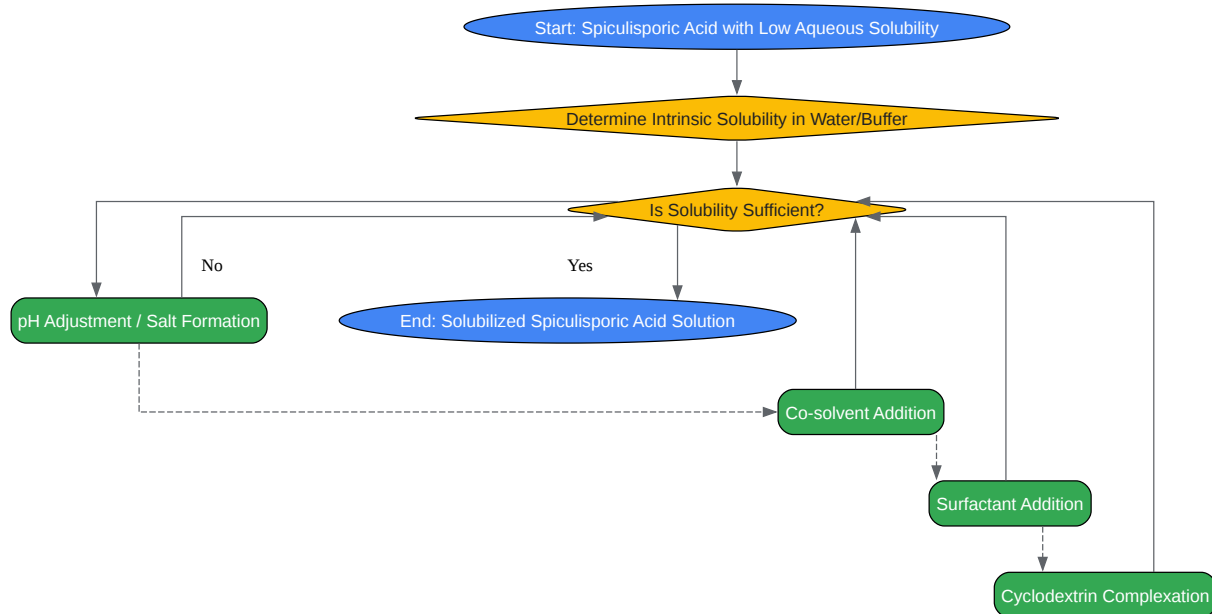 Start: Spiculisporic Acid with Low Aqueous Solubility
Determine Intrinsic Solubility in Water/Buffer
Is Solubility Sufficient?
No
Yes
pH Adjustment / Salt Formation
End: Solubilized Spiculisporic Acid Solution
Co-solvent Addition
Surfactant Addition
Cyclodextrin Complexation